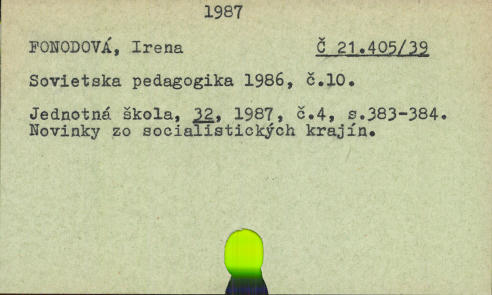 1987
FONODOVÁ, Irena Č 21.405/39
Sovietska pedagogika 1986, č.10.
Jednotná škola, 32, 1987, č.4, s.383-384.
Novinky zo socialistických krajín.